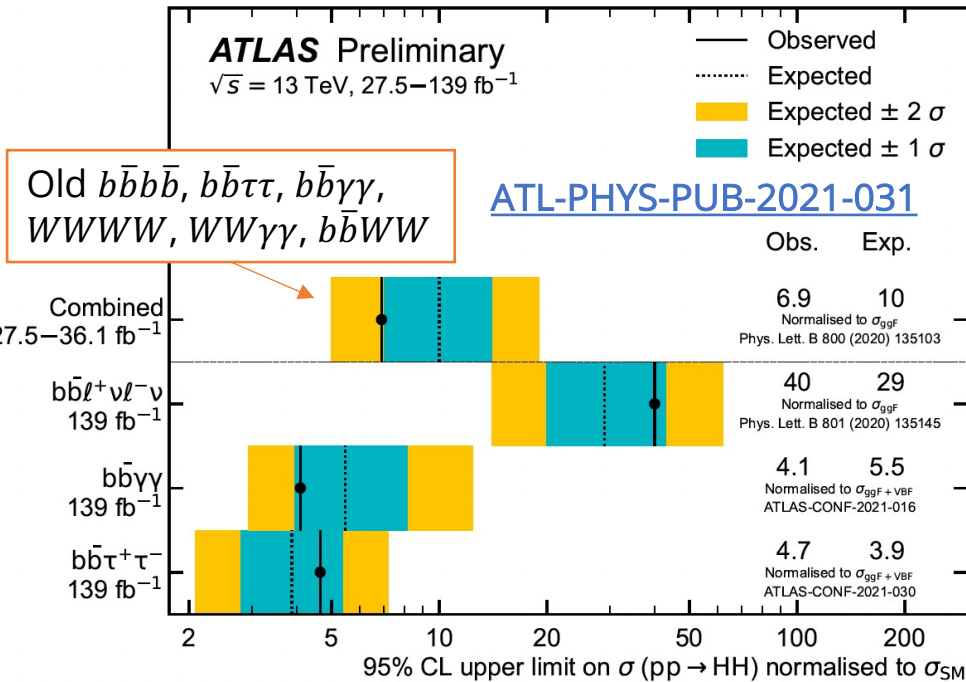 ATLAS Preliminary
√s = 13 TeV, 27.5−139 fb⁻¹
Observed
Expected
Expected ± 2 σ
Expected ± 1 σ
Old bb̄bb̄, bb̄ττ, bb̄γγ,
WWWW, WWγγ, bb̄WW
ATL-PHYS-PUB-2021-031
Obs. Exp.
Combined
27.5−36.1 fb⁻¹
6.9 10
Normalised to σggF
Phys. Lett. B 800 (2020) 135103
bb̄ℓ⁺νℓ⁻ν
139 fb⁻¹
40 29
Normalised to σggF
Phys. Lett. B 801 (2020) 135145
bb̄γγ
139 fb⁻¹
4.1 5.5
Normalised to σggF + VBF
ATLAS-CONF-2021-016
bb̄τ⁺τ⁻
139 fb⁻¹
4.7 3.9
Normalised to σggF + VBF
ATLAS-CONF-2021-030
2 5 10 20 50 100 200
95% CL upper limit on σ (pp → HH) normalised to σSM